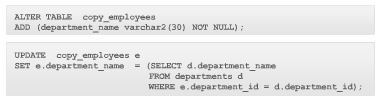 ALTER TABLE copy_employees
ADD (department_name varchar2(30) NOT NULL);
UPDATE copy_employees e
SET e.department_name = (SELECT d.department_name
FROM departments d
WHERE e.department_id = d.department_id);